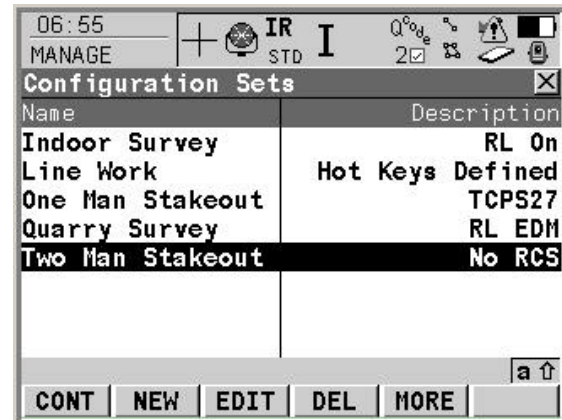 06:55
MANAGE
IR
STD
I
2
Configuration Sets
Name Description
Indoor Survey RL On
Line Work Hot Keys Defined
One Man Stakeout TCPS27
Quarry Survey RL EDM
Two Man Stakeout No RCS
a
CONT NEW EDIT DEL MORE